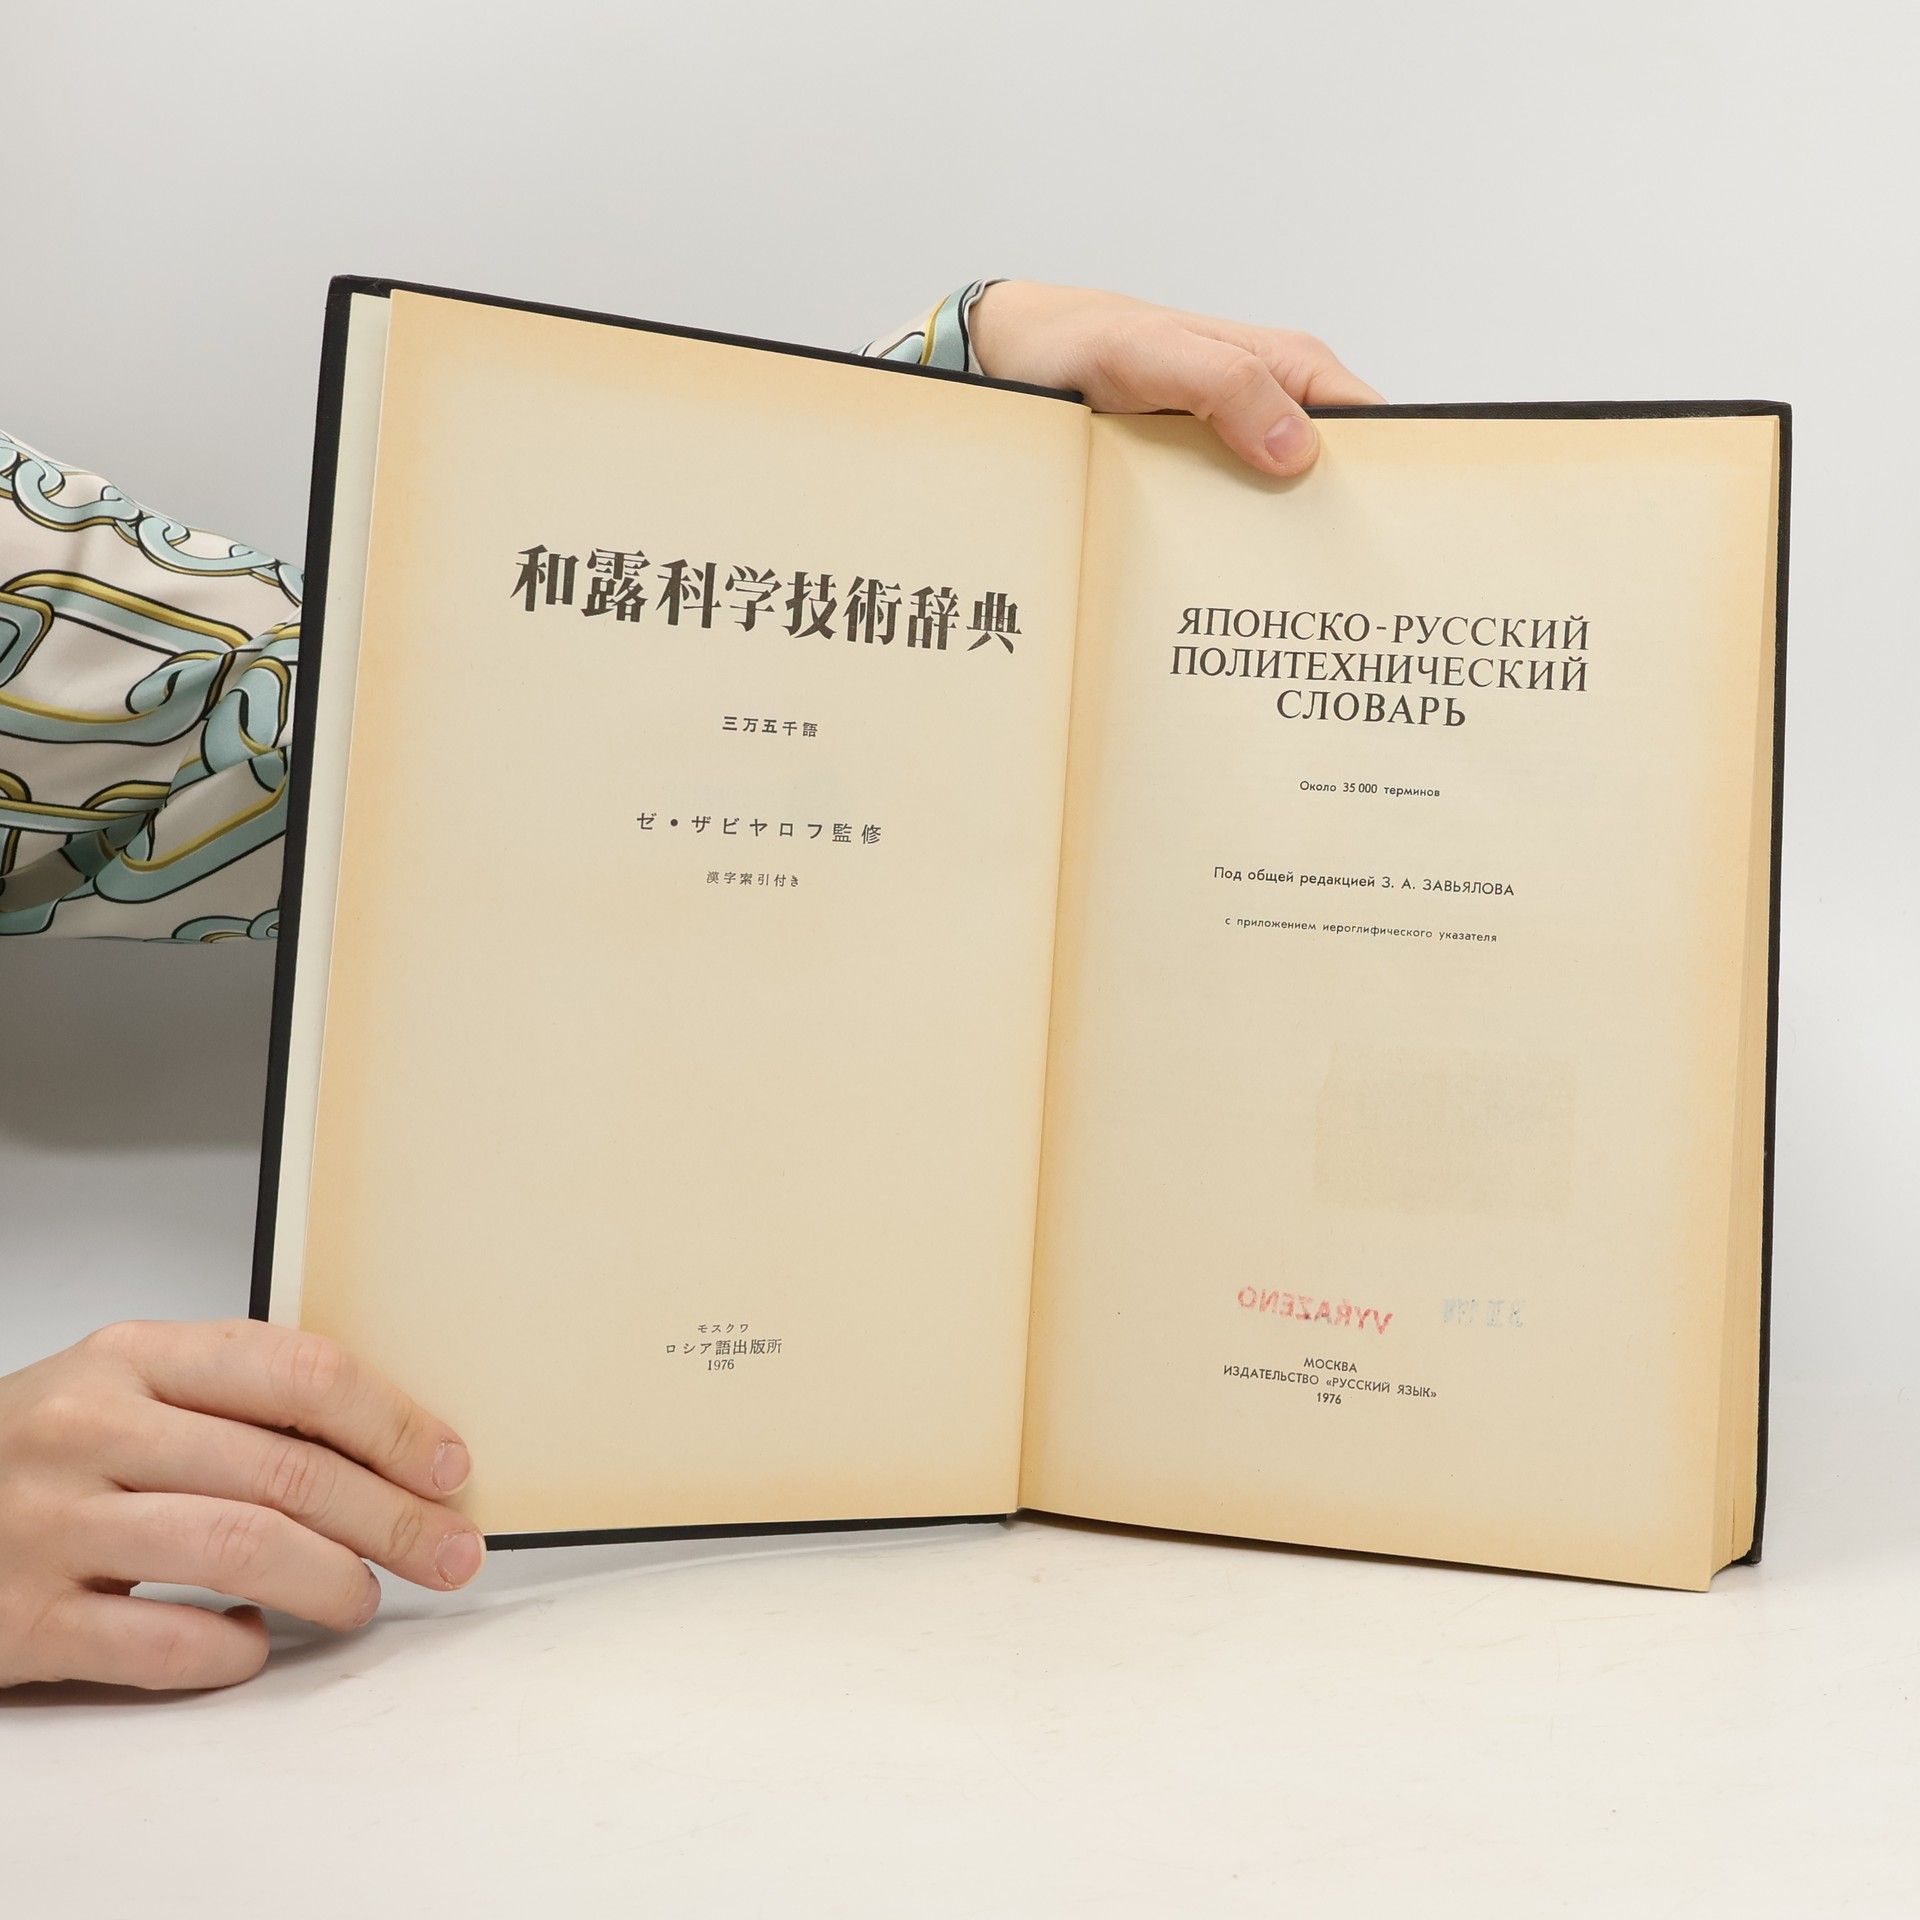 和露科学技術辞典
三万五千語
ゼ・ザビヤロフ監修
漢字索引付き
モスクワ
ロシア語出版所
1976
ЯПОНСКО-РУССКИЙ
ПОЛИТЕХНИЧЕСКИЙ
СЛОВАРЬ
Около 35 000 терминов
Под общей редакцией З. А. ЗАВЬЯЛОВА
с приложением иероглифического указателя
VYŘAZENO
МОСКВА
ИЗДАТЕЛЬСТВО «РУССКИЙ ЯЗЫК»
1976